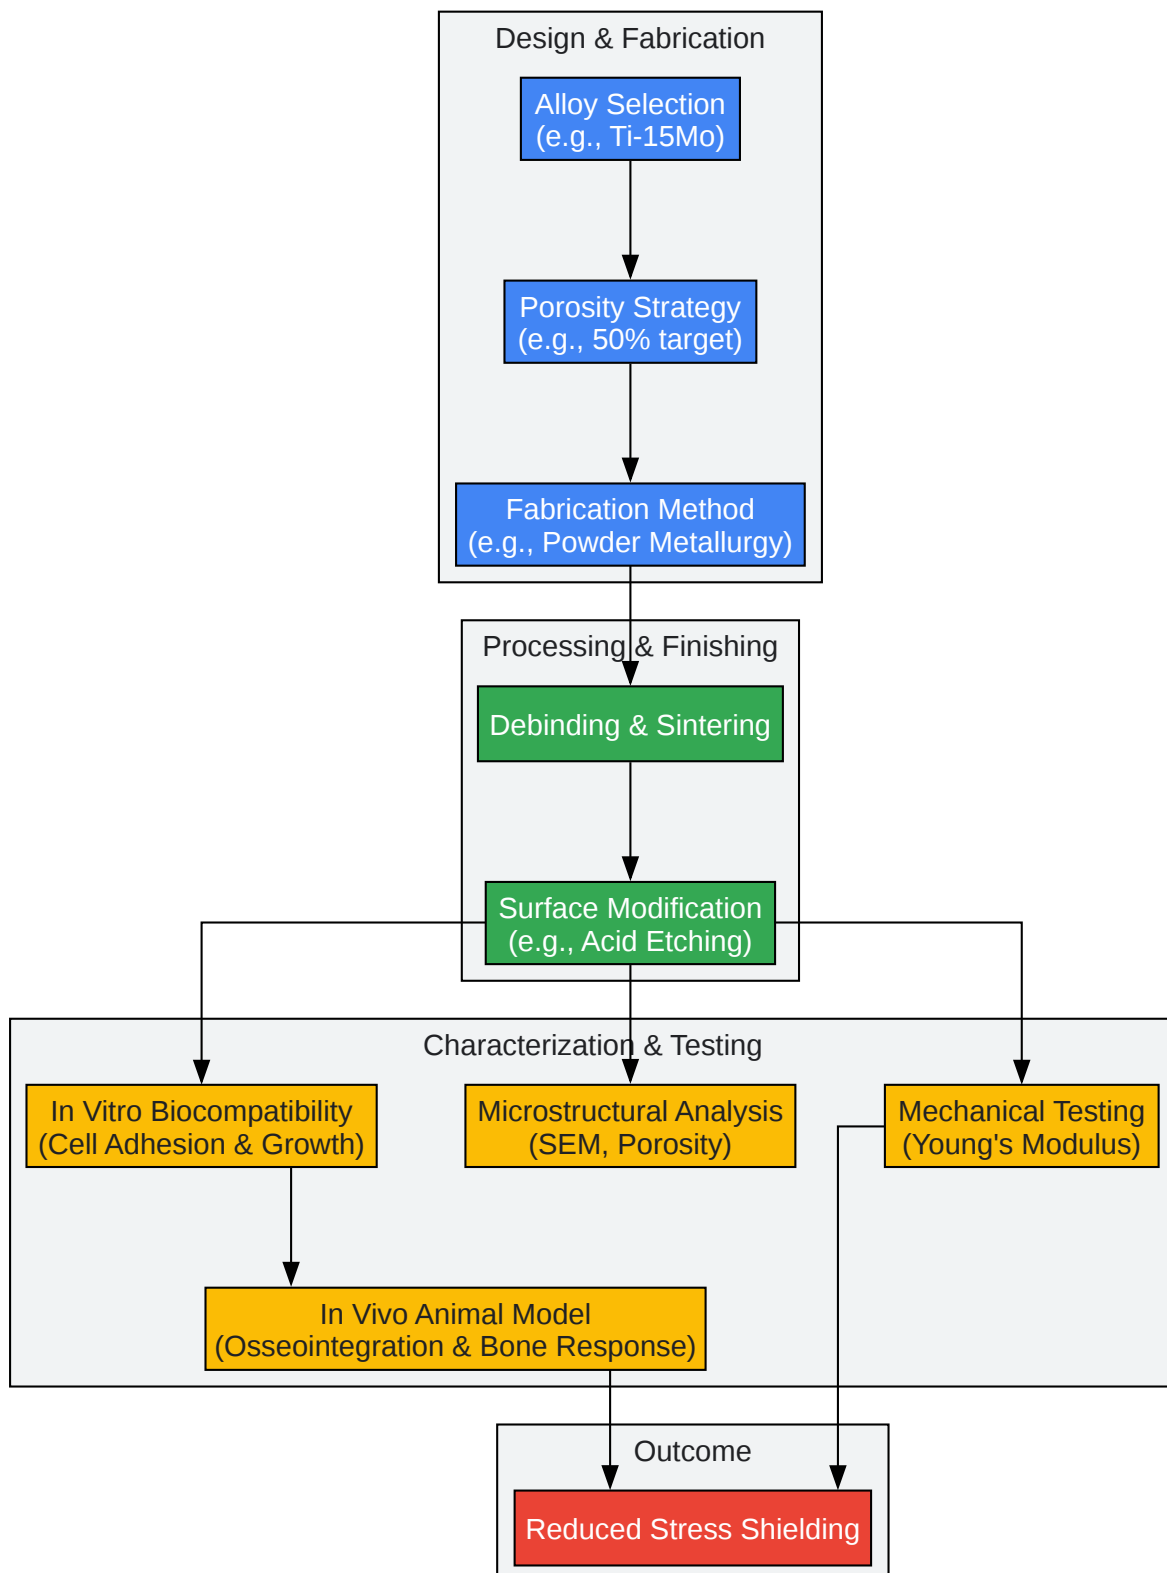 Design & Fabrication
Alloy Selection
(e.g., Ti-15Mo)
Porosity Strategy
(e.g., 50% target)
Fabrication Method
(e.g., Powder Metallurgy)
Processing & Finishing
Debinding & Sintering
Surface Modification
(e.g., Acid Etching)
Characterization & Testing
In Vitro Biocompatibility
(Cell Adhesion & Growth)
Microstructural Analysis
(SEM, Porosity)
Mechanical Testing
(Young's Modulus)
In Vivo Animal Model
(Osseointegration & Bone Response)
Outcome
Reduced Stress Shielding